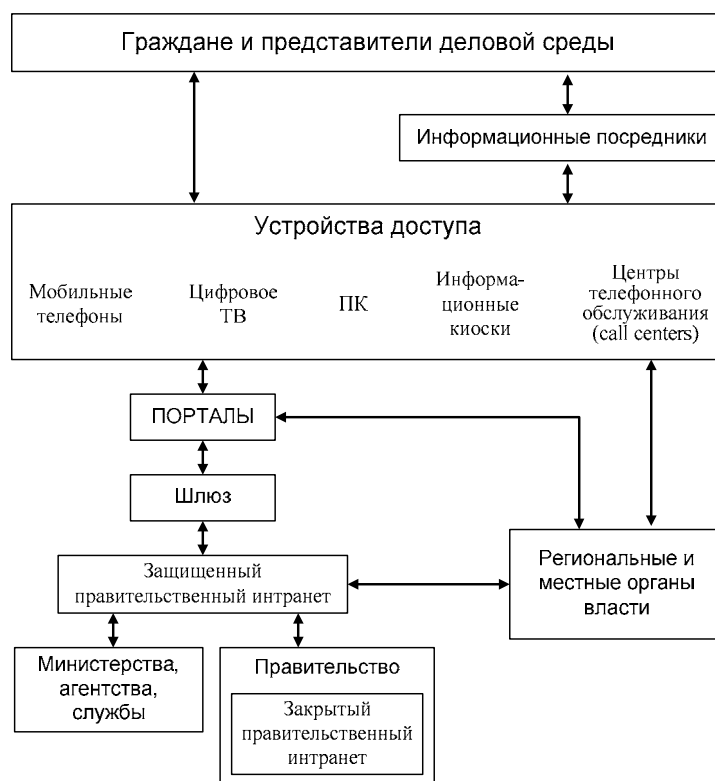 Граждане и представители деловой среды
Информационные посредники
Устройства доступа
Мобильные
телефоны
Цифровое
ТВ
ПК
Информа-
ционные
киоски
Центры
телефонного
обслуживания
(call centers)
ПОРТАЛЫ
Шлюз
Защищенный
правительственный интранет
Региональные и
местные органы
власти
Министерства,
агентства,
службы
Правительство
Закрытый
правительственный
интранет